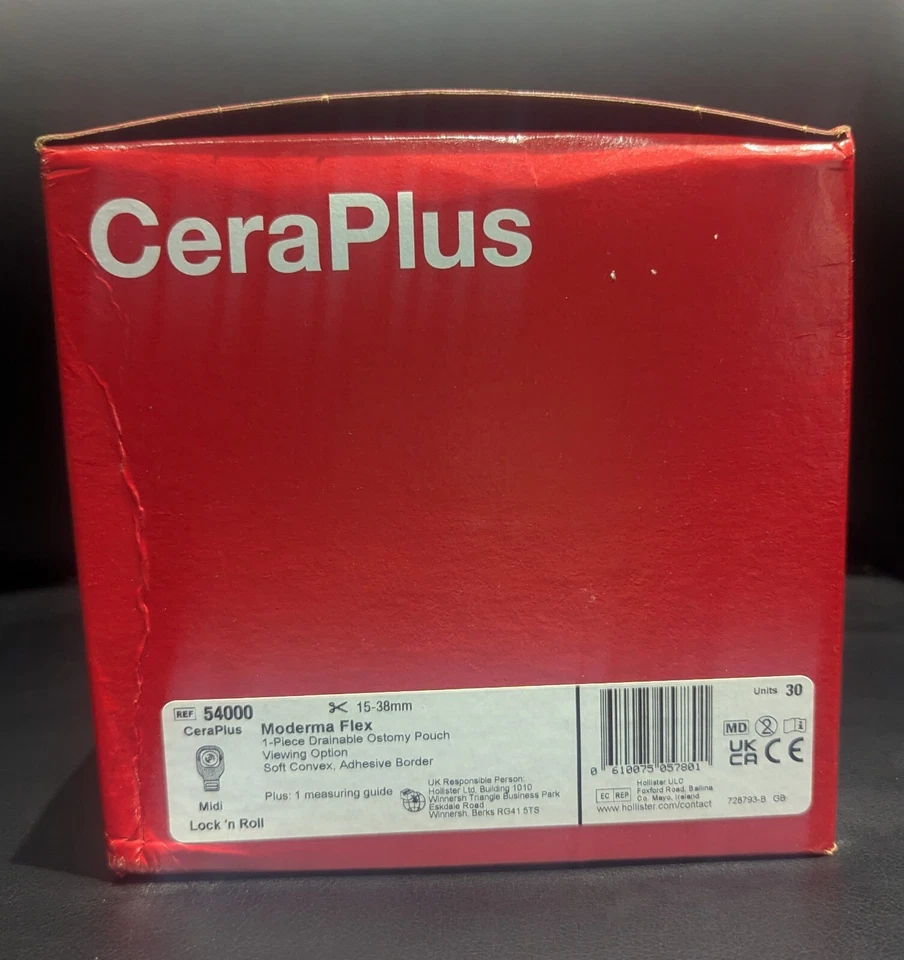 CeraPlus
REF 54000
15-38mm
CeraPlus
Moderma Flex
1-Piece Drainable Ostomy Pouch
Viewing Option
Soft Convex, Adhesive Border
Midi
Plus: 1 measuring guide
Lock 'n Roll
UK Responsible Person:
Hollister Ltd, Building 1010
Winnersh Triangle Business Park
Eskdale Road
Winnersh, Berks RG41 5TS
0 610075 057801
EC REP
Hollister ULC
Foxford Road, Ballina
Co. Mayo, Ireland
www.hollister.com/contact
Units 30
MD 2 i
UK
CA CE
728793-B GB